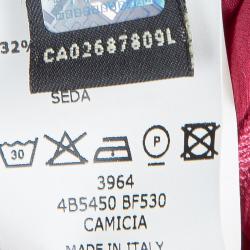 32%
CA02687809L
SEDA
30 P
3964
4B5450 BF530
CAMICIA
MADE IN ITALY